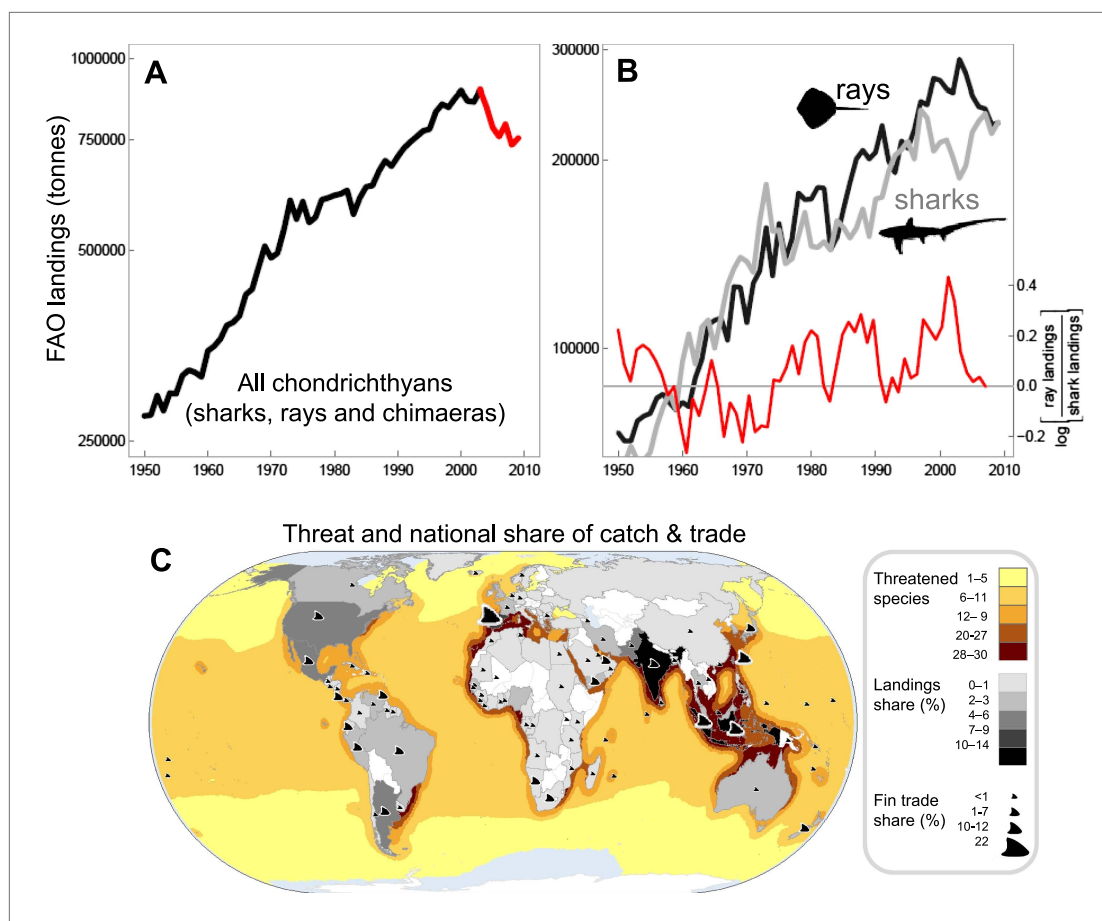 A
1000000
750000
500000
250000
FAO landings (tonnes)
All chondrichthyans
(sharks, rays and chimaeras)
1950 1960 1970 1980 1990 2000 2010
B
300000
200000
100000
rays
sharks
0.4
0.2
0.0
−0.2
log [ray landings / shark landings]
1950 1960 1970 1980 1990 2000 2010
Threat and national share of catch & trade
C
Threatened species
1–5
6–11
12– 9
20-27
28–30
Landings share (%)
0–1
2–3
4–6
7–9
10–14
Fin trade share (%)
<1
1-7
10-12
22